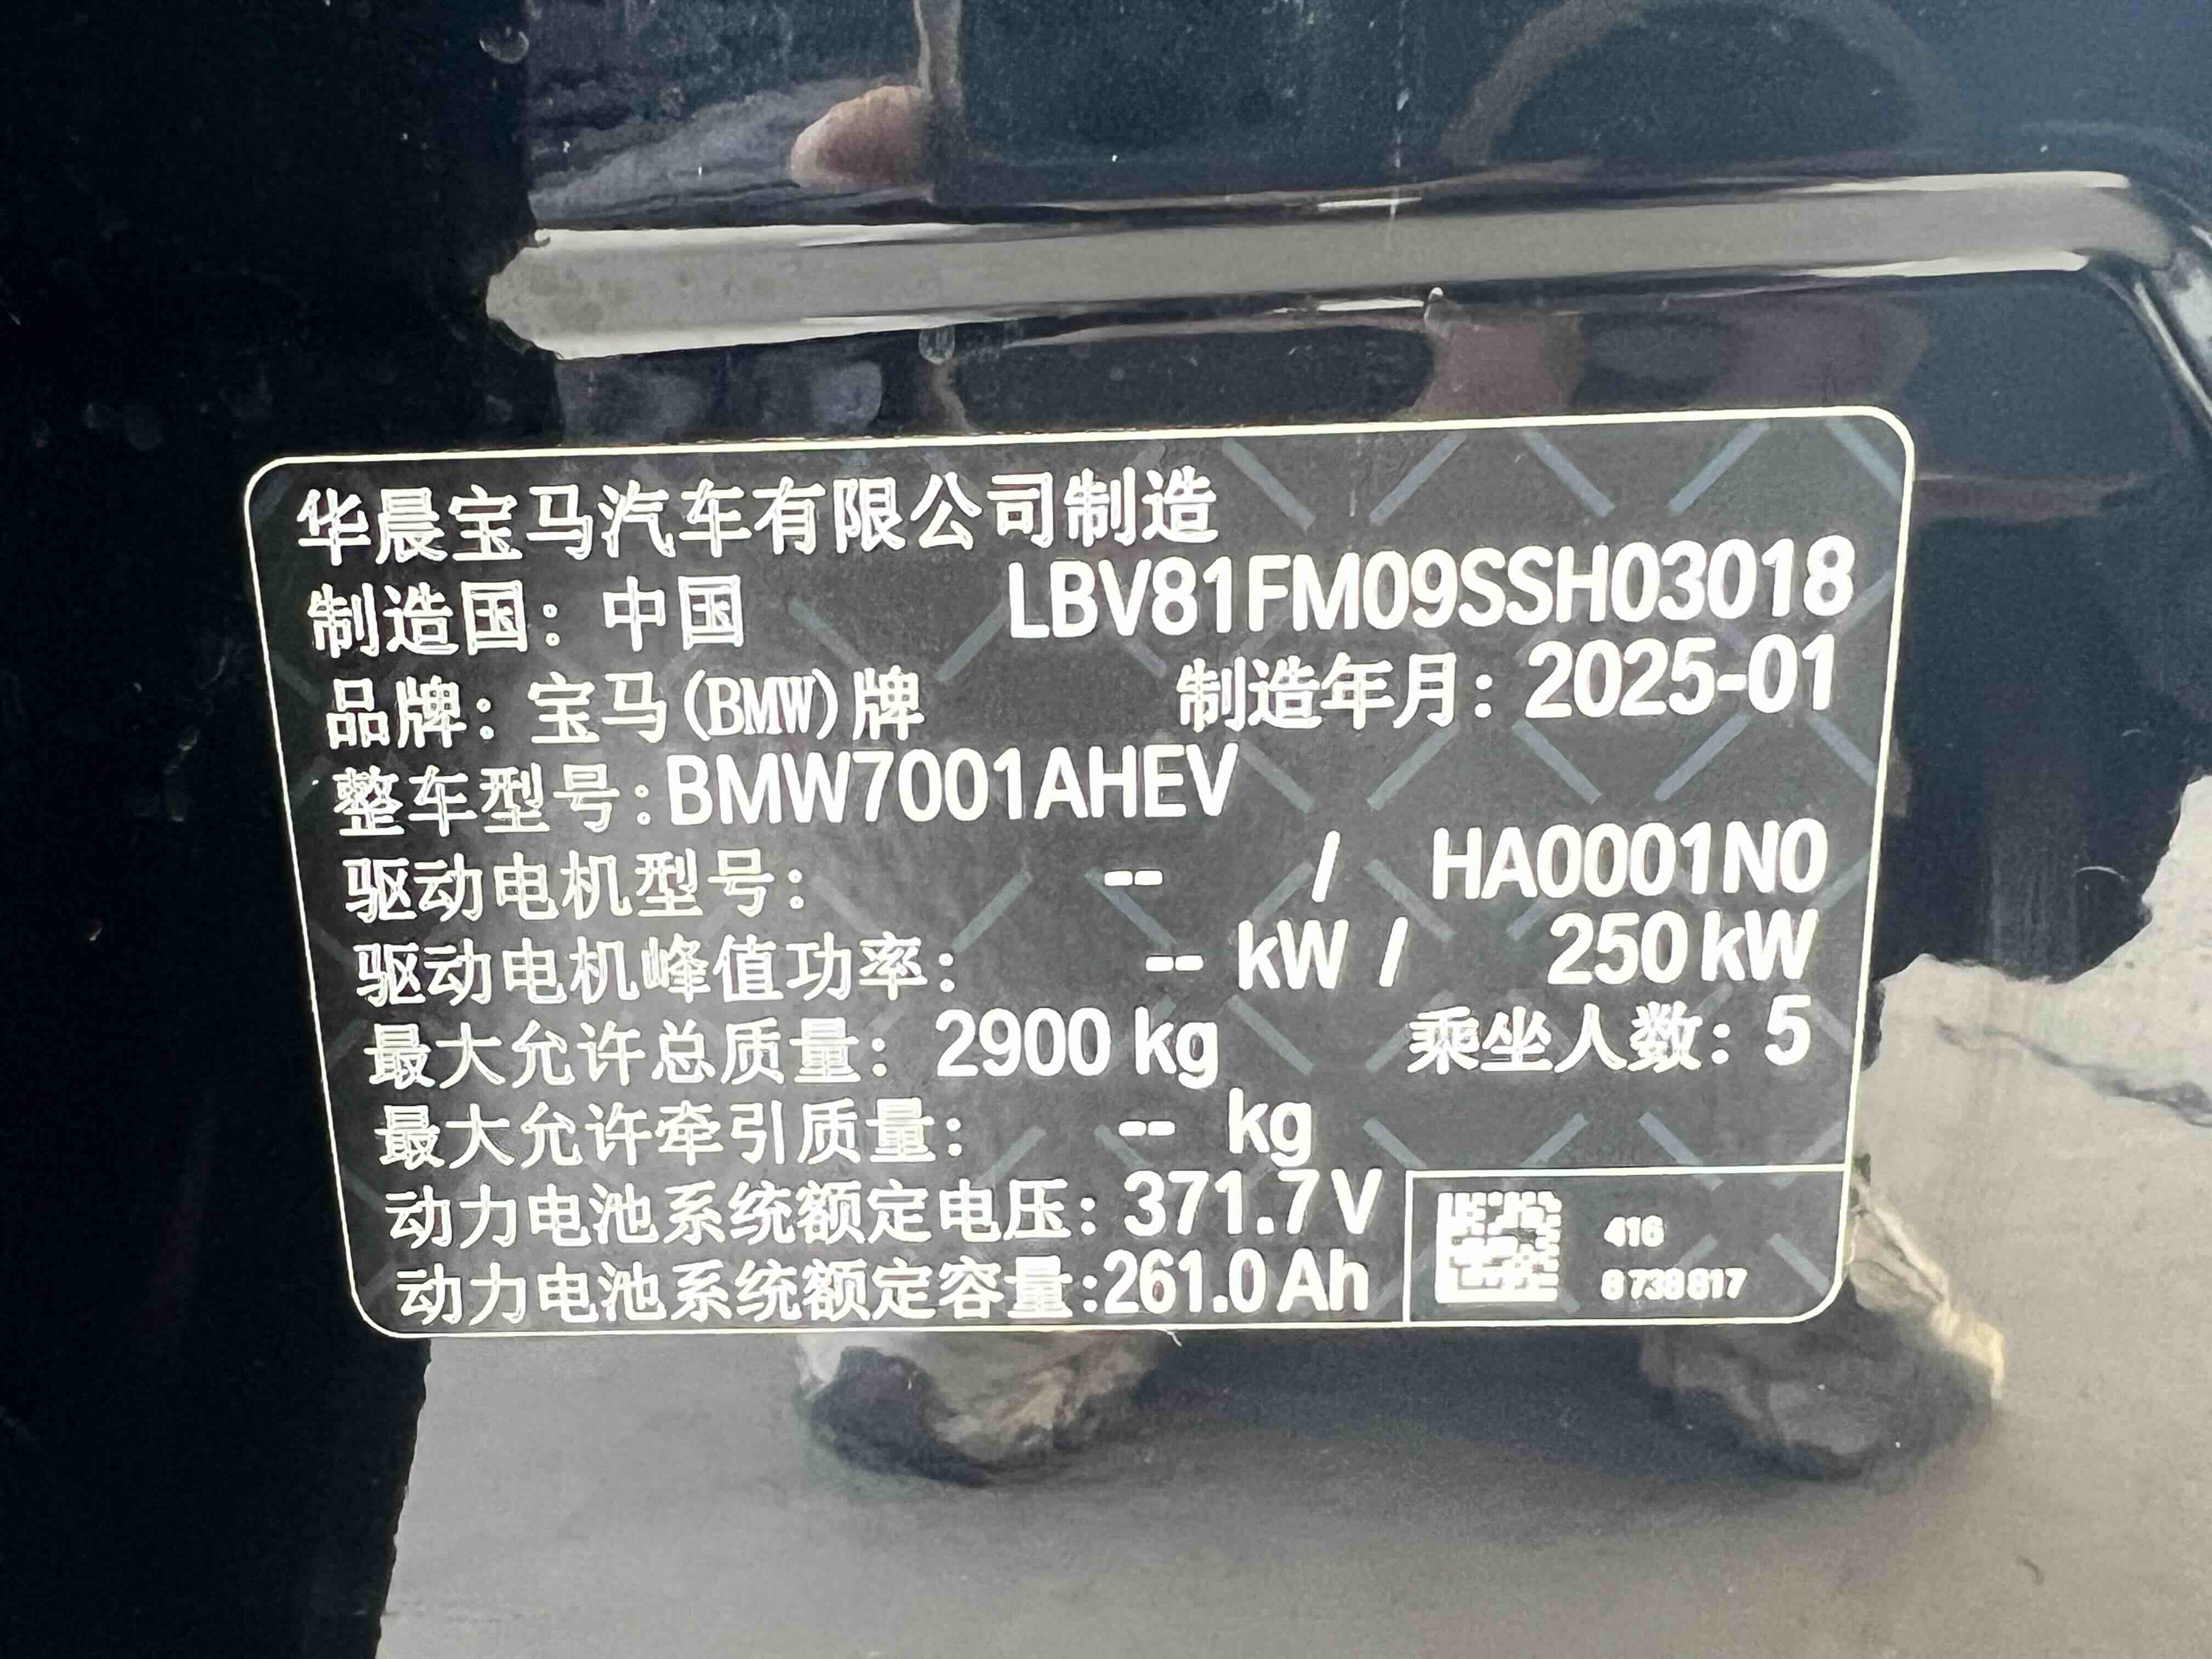 华晨宝马汽车有限公司制造
制造国：中国 LBV81FM09SSH03018
品牌：宝马(BMW)牌 制造年月：2025-01
整车型号:BMW7001AHEV
驱动电机型号： -- / HA0001N0
驱动电机峰值功率： -- kW / 250 kW
最大允许总质量：2900 kg 乘坐人数：5
最大允许牵引质量： -- kg
动力电池系统额定电压：371.7 V
动力电池系统额定容量:261.0 Ah
416